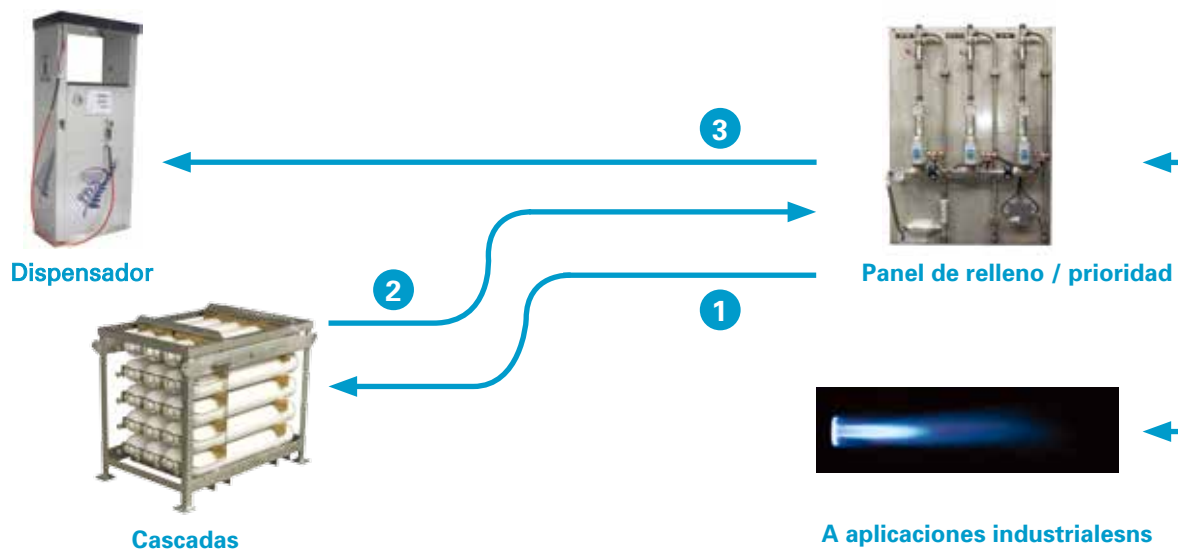 3
Dispensador
Panel de relleno / prioridad
2
1
Cascadas
A aplicaciones industrialesns